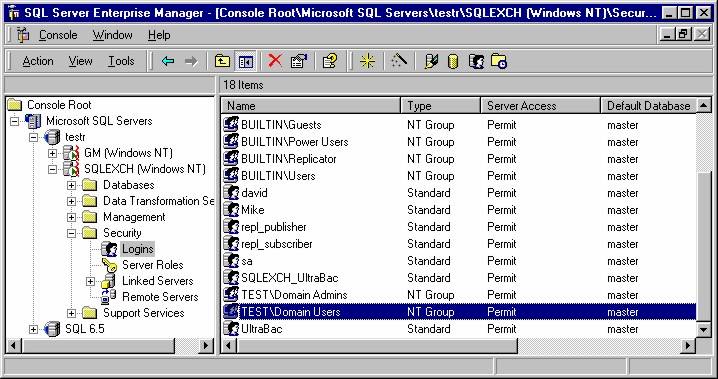 SQL Server Enterprise Manager - [Console Root\Microsoft SQL Servers\testr\SQLEXCH (Windows NT)\Secur...
Console Window Help
Action View Tools
18 Items
Console Root
Microsoft SQL Servers
testr
GM (Windows NT)
SQLEXCH (Windows NT)
Databases
Data Transformation Se
Management
Security
Logins
Server Roles
Linked Servers
Remote Servers
Support Services
SQL 6.5
Name Type Server Access Default Database
BUILTIN\Guests NT Group Permit master
BUILTIN\Power Users NT Group Permit master
BUILTIN\Replicator NT Group Permit master
BUILTIN\Users NT Group Permit master
david Standard Permit master
Mike Standard Permit master
repl_publisher Standard Permit master
repl_subscriber Standard Permit master
sa Standard Permit master
SQLEXCH_UltraBac Standard Permit master
TEST\Domain Admins NT Group Permit master
TEST\Domain Users NT Group Permit master
UltraBac Standard Permit master